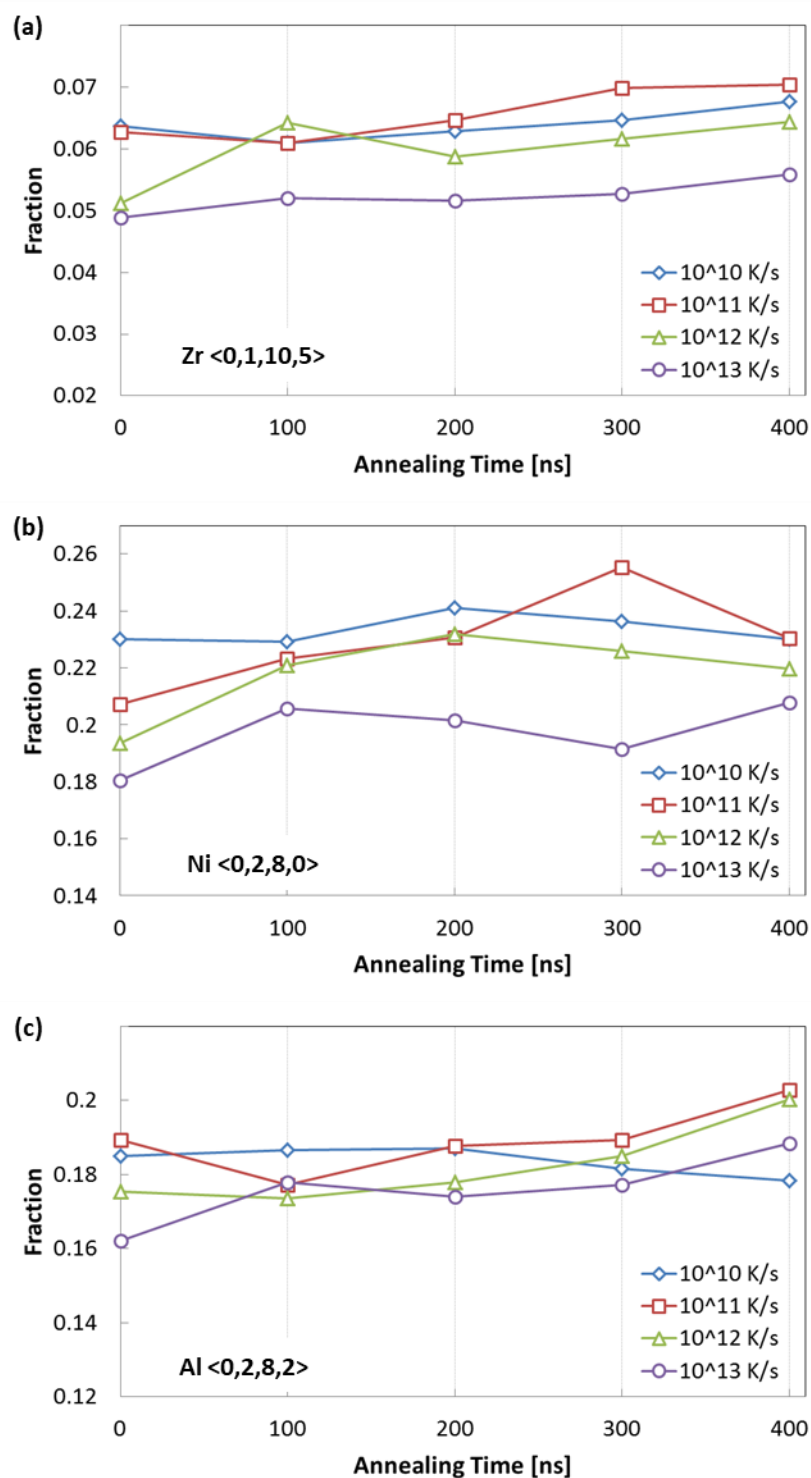 (a)
0.07
0.06
0.05
0.04
0.03
0.02
Fraction
10^10 K/s
10^11 K/s
10^12 K/s
10^13 K/s
Zr <0,1,10,5>
0 100 200 300 400
Annealing Time [ns]
(b)
0.26
0.24
0.22
0.2
0.18
0.16
0.14
Fraction
10^10 K/s
10^11 K/s
10^12 K/s
10^13 K/s
Ni <0,2,8,0>
0 100 200 300 400
Annealing Time [ns]
(c)
0.2
0.18
0.16
0.14
0.12
Fraction
10^10 K/s
10^11 K/s
10^12 K/s
10^13 K/s
Al <0,2,8,2>
0 100 200 300 400
Annealing Time [ns]